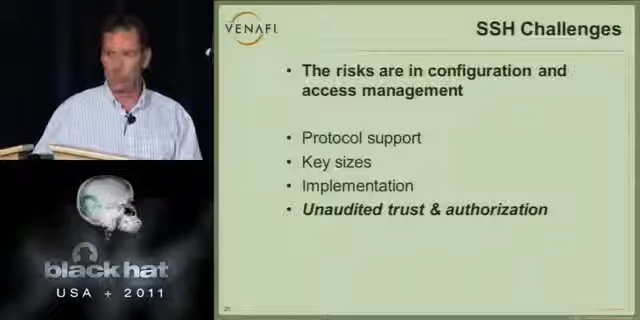 VENAFI
SSH Challenges
• The risks are in configuration and
access management
• Protocol support
• Key sizes
• Implementation
• Unaudited trust & authorization
black hat
USA + 2011